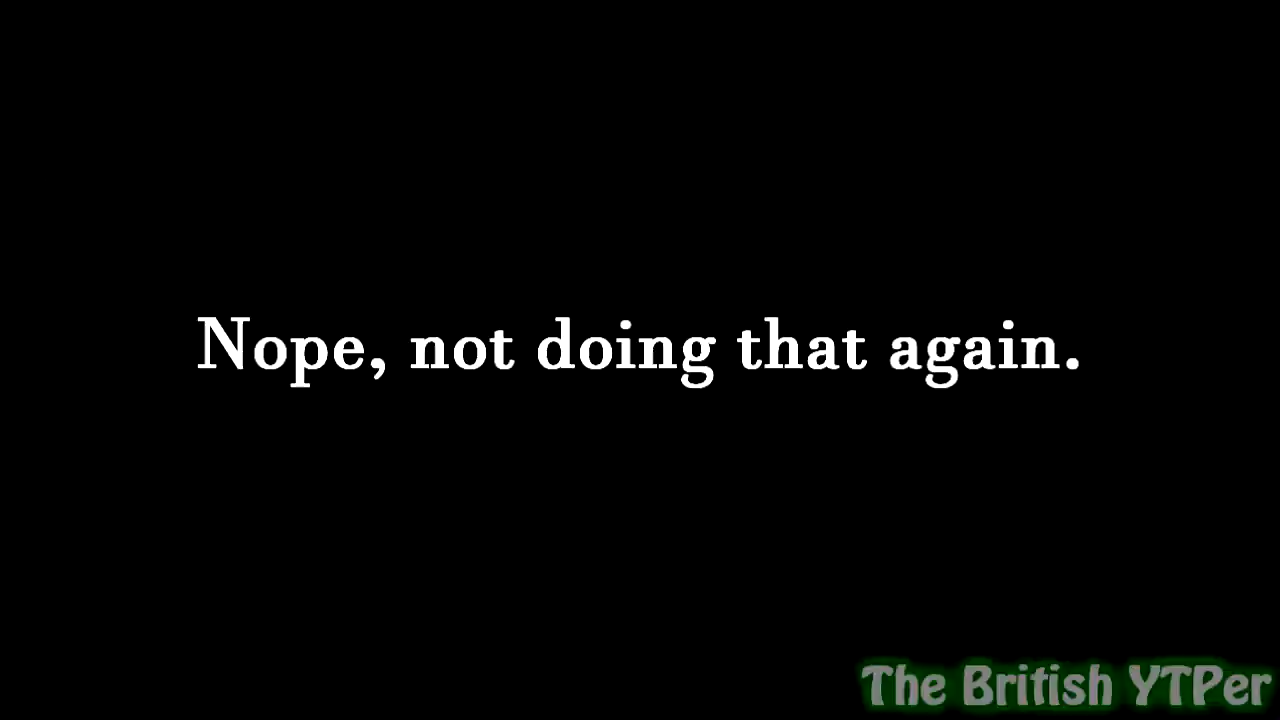 Nope, not doing that again.
The British YTPer